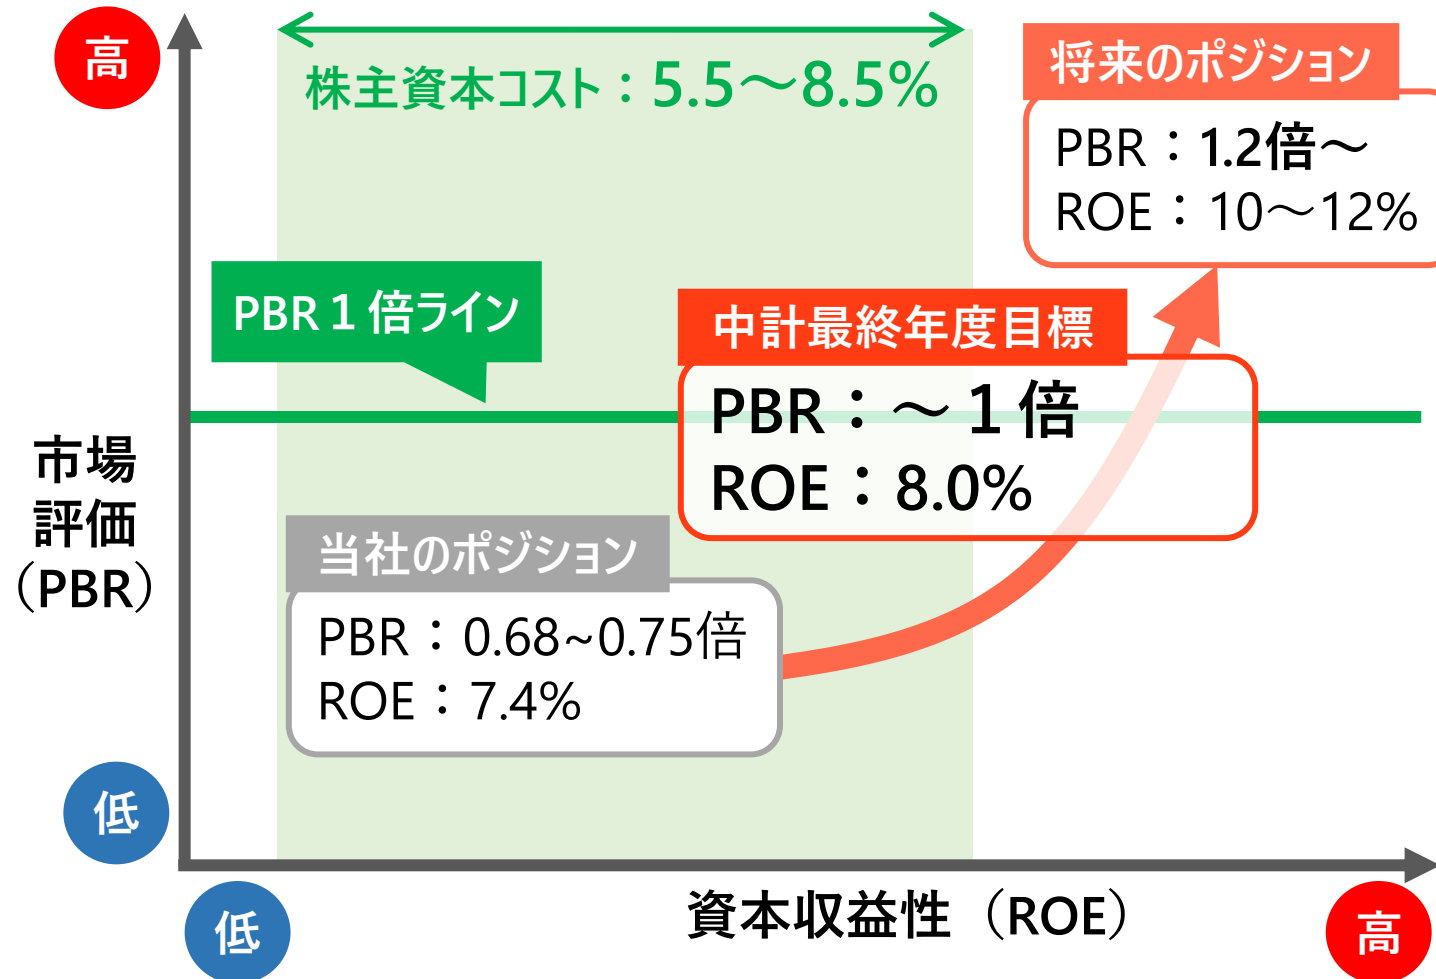 高
株主資本コスト：5.5～8.5%
将来のポジション
PBR：1.2倍～
ROE：10～12%
PBR１倍ライン
中計最終年度目標
PBR：～１倍
ROE：8.0%
市場
評価
（PBR）
当社のポジション
PBR：0.68~0.75倍
ROE：7.4%
低
低
資本収益性（ROE）
高